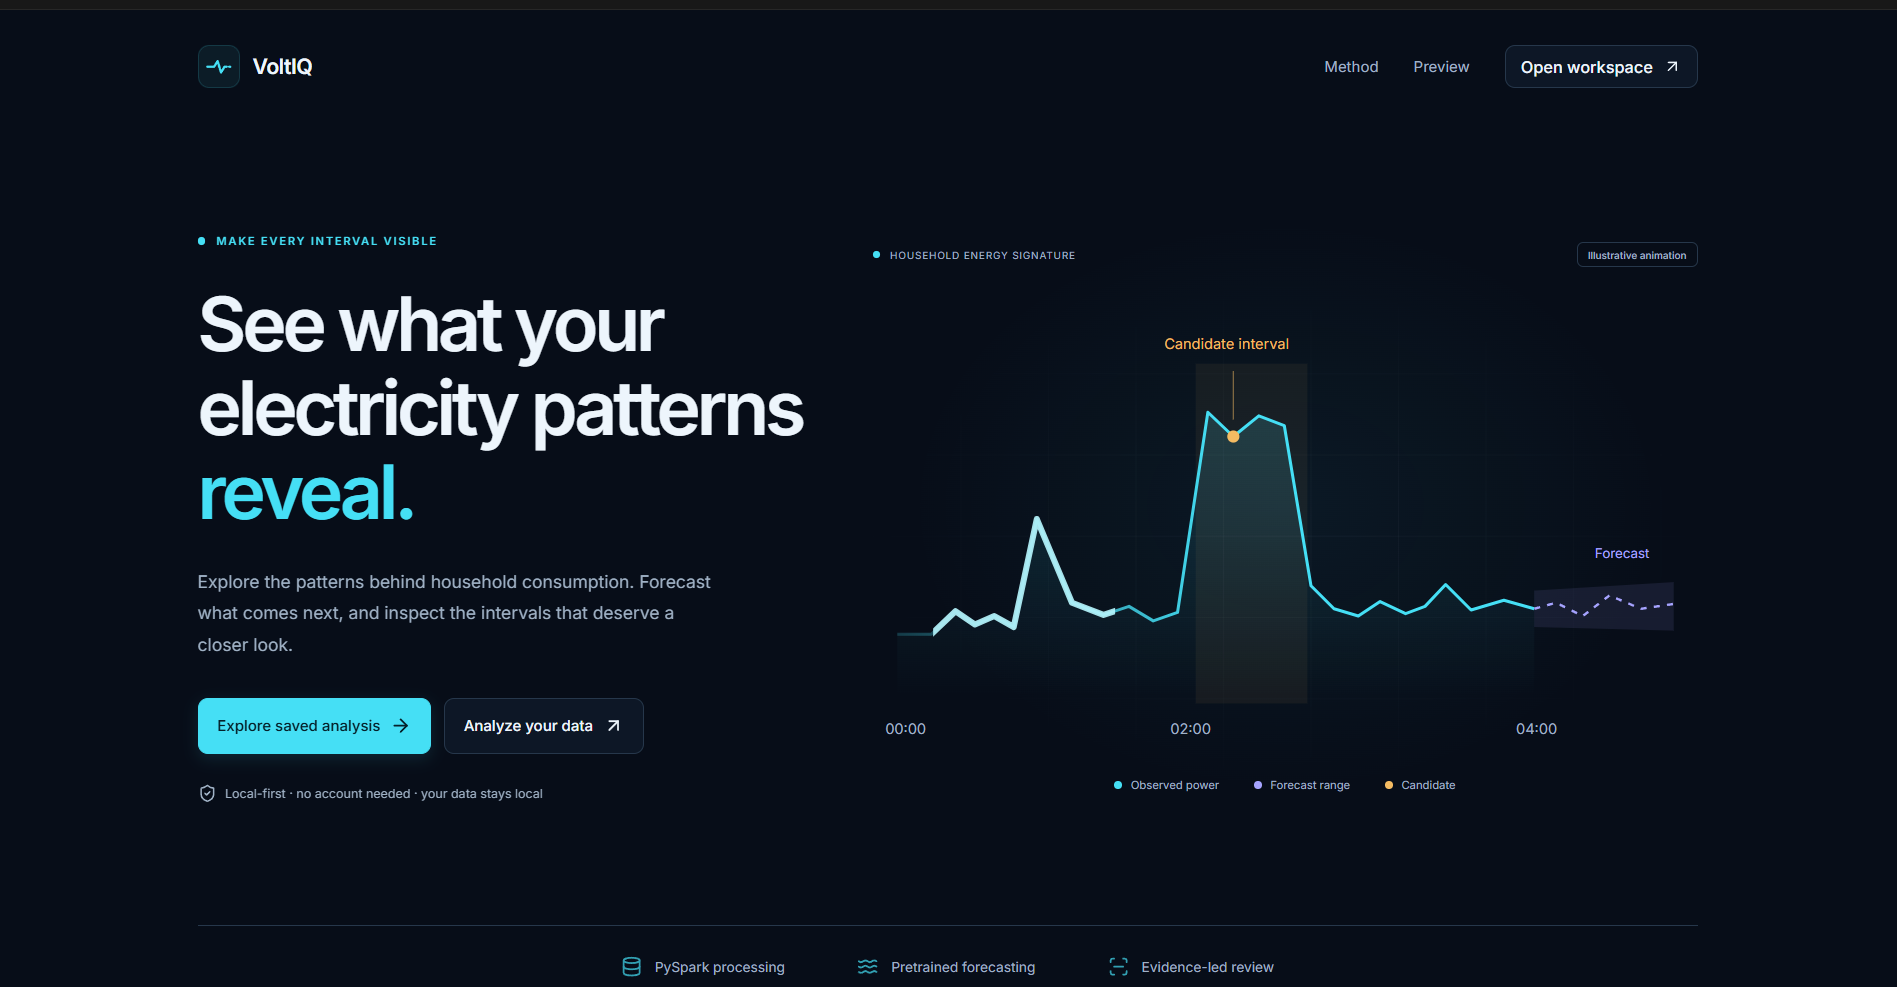 VoltIQ
Method
Preview
Open workspace
MAKE EVERY INTERVAL VISIBLE
See what your
electricity patterns
reveal.
Explore the patterns behind household consumption. Forecast
what comes next, and inspect the intervals that deserve a
closer look.
Explore saved analysis
Analyze your data
Local-first · no account needed · your data stays local
HOUSEHOLD ENERGY SIGNATURE
Illustrative animation
Candidate interval
Forecast
00:00
02:00
04:00
Observed power
Forecast range
Candidate
PySpark processing
Pretrained forecasting
Evidence-led review